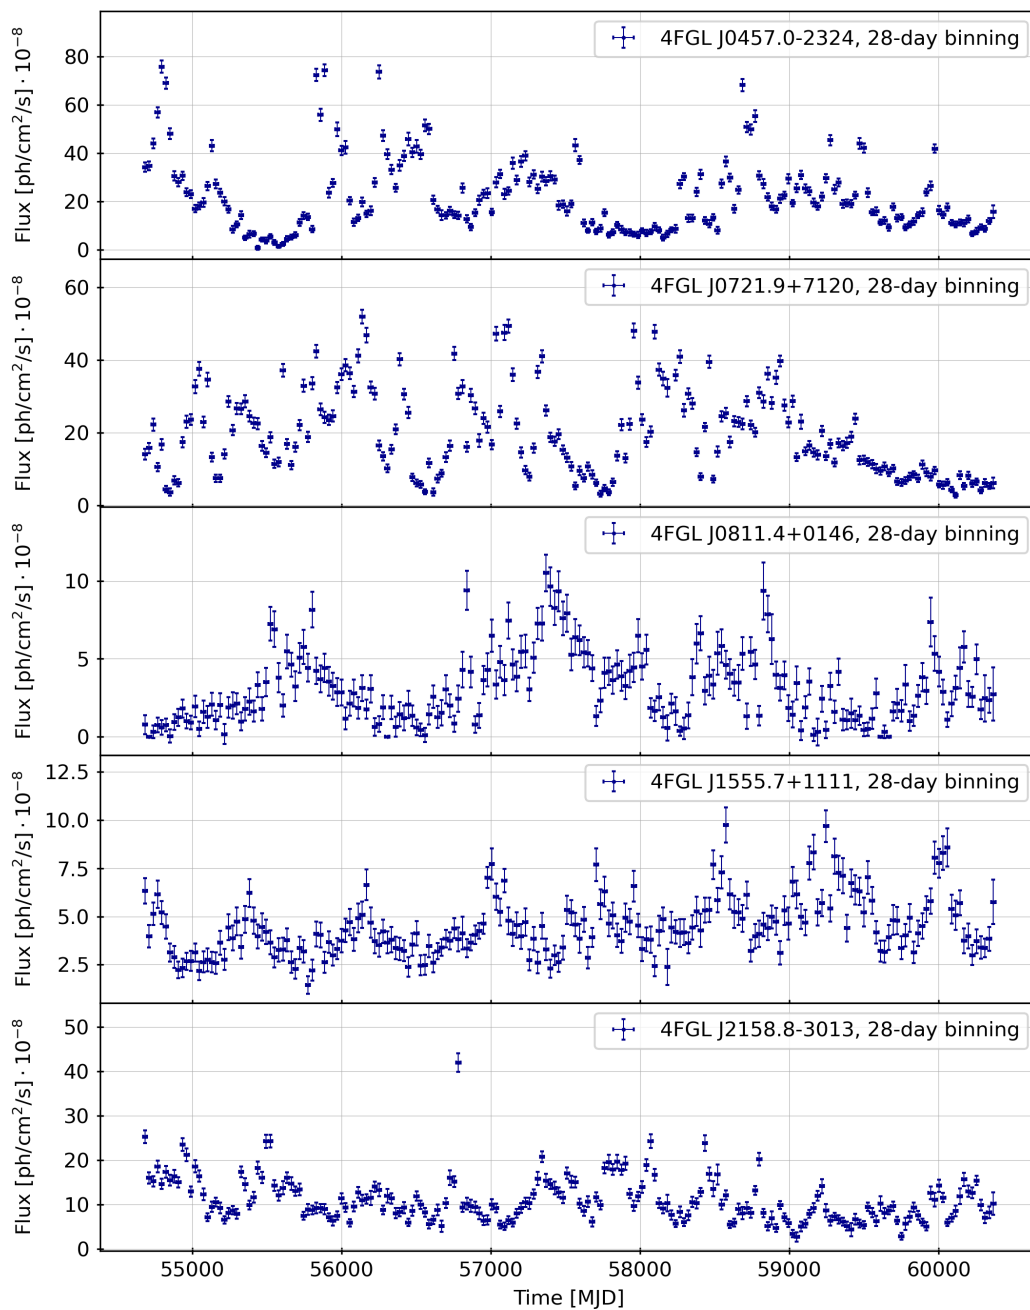 4FGL J0457.0-2324, 28-day binning
Flux [ph/cm²/s] · 10⁻⁸
80
60
40
20
0
4FGL J0721.9+7120, 28-day binning
Flux [ph/cm²/s] · 10⁻⁸
60
40
20
0
4FGL J0811.4+0146, 28-day binning
Flux [ph/cm²/s] · 10⁻⁸
10
5
0
4FGL J1555.7+1111, 28-day binning
Flux [ph/cm²/s] · 10⁻⁸
12.5
10.0
7.5
5.0
2.5
4FGL J2158.8-3013, 28-day binning
Flux [ph/cm²/s] · 10⁻⁸
50
40
30
20
10
0
55000 56000 57000 58000 59000 60000
Time [MJD]